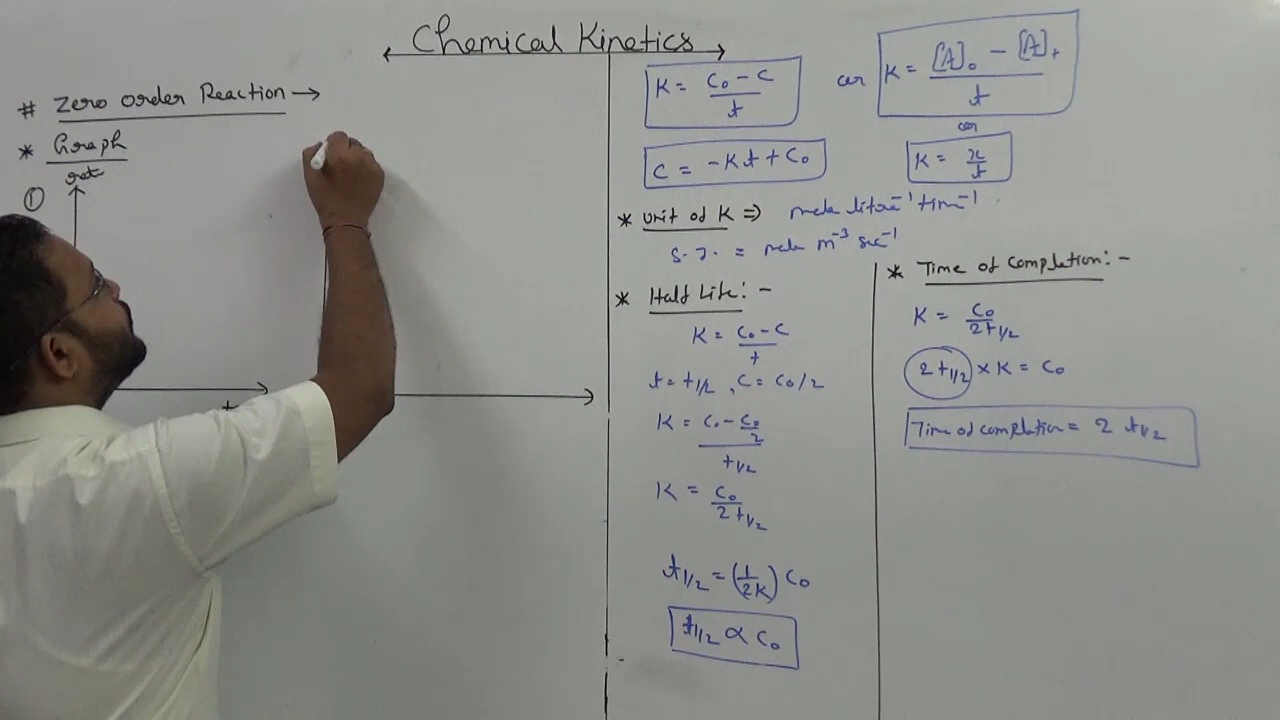 Chemical Kinetics
# Zero order Reaction →
* Graph
①
t
K = C₀ - C / t
or
K = [A]₀ - [A]t / t
or
K = x / t
C = -Kt + C₀
* Unit of K ⇒ mole litre⁻¹ time⁻¹
S.I. = mole m⁻³ sec⁻¹
* Half Life: -
K = C₀ - C / t
t = t1/2, C = C₀/2
K = C₀ - C₀/2 / t1/2
K = C₀ / 2t1/2
t1/2 = (1/2K) C₀
t1/2 ∝ C₀
* Time of Completion: -
K = C₀ / 2t1/2
2t1/2 × K = C₀
Time of completion = 2 t1/2